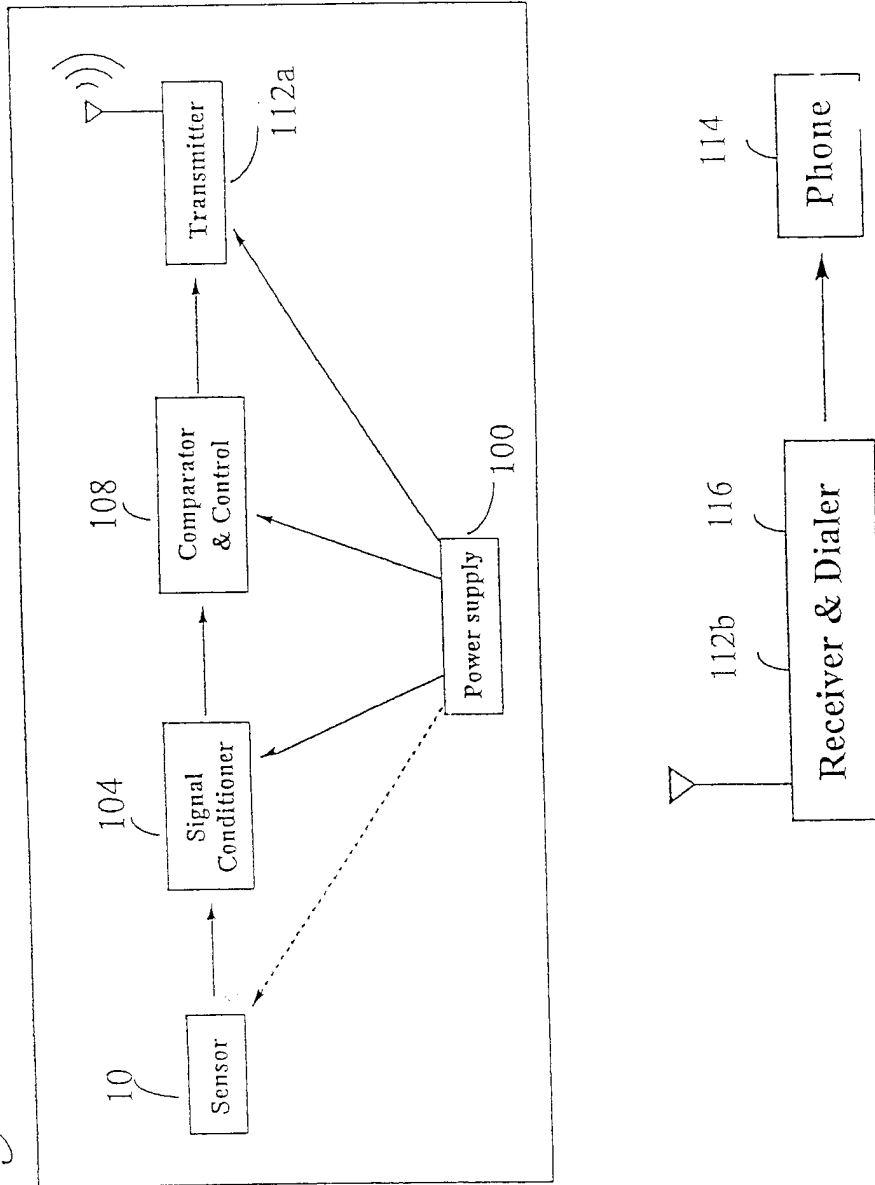 10
Sensor
104
Signal
Conditioner
108
Comparator
& Control
Transmitter
112a
Power supply
100
112b
116
Receiver & Dialer
114
Phone